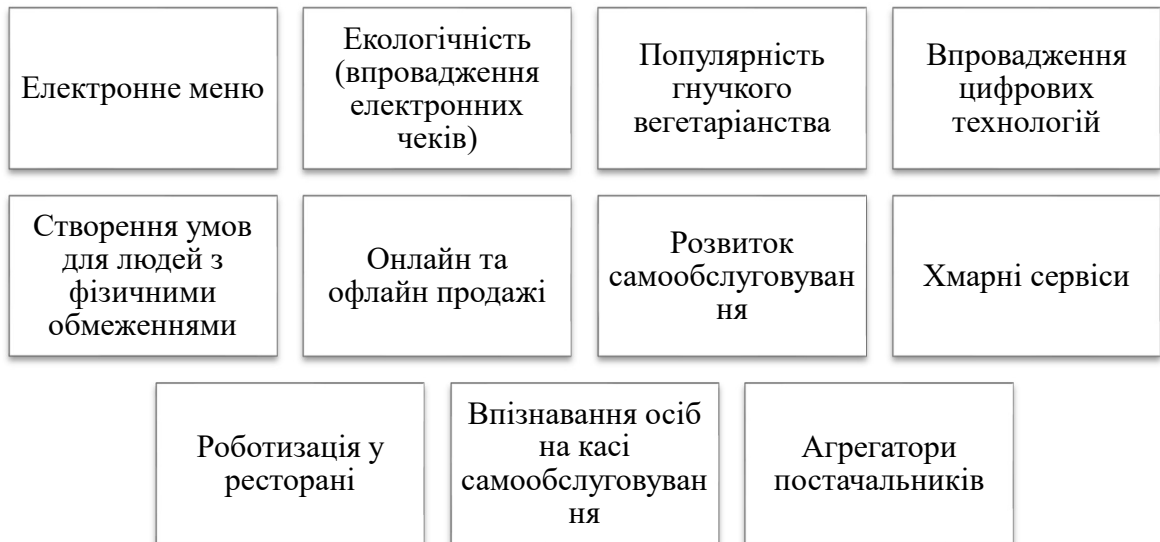 Електронне меню
Екологічність
(впровадження
електронних
чеків)
Популярність
гнучкого
вегетаріанства
Впровадження
цифрових
технологій
Створення умов
для людей з
фізичними
обмеженнями
Онлайн та
офлайн продажі
Розвиток
самообслуговуван
ня
Хмарні сервіси
Роботизація у
ресторані
Впізнавання осіб
на касі
самообслуговуван
ня
Агрегатори
постачальників